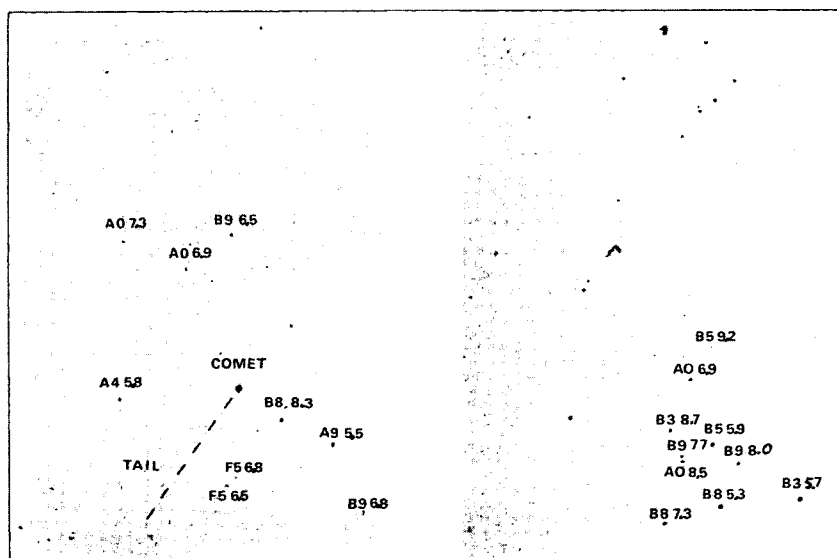 A0 7.3
B9 6.5
A0 6.9
B5 9.2
COMET
A0 6.9
A4 5.8
B8, 8.3
B3 8.7
B5 5.9
A9 5.5
B9 7.7
B9 8.0
TAIL
F5 6.8
A0 8.5
F5 6.5
B8 5.3
B3 5.7
B9 6.8
B8 7.3